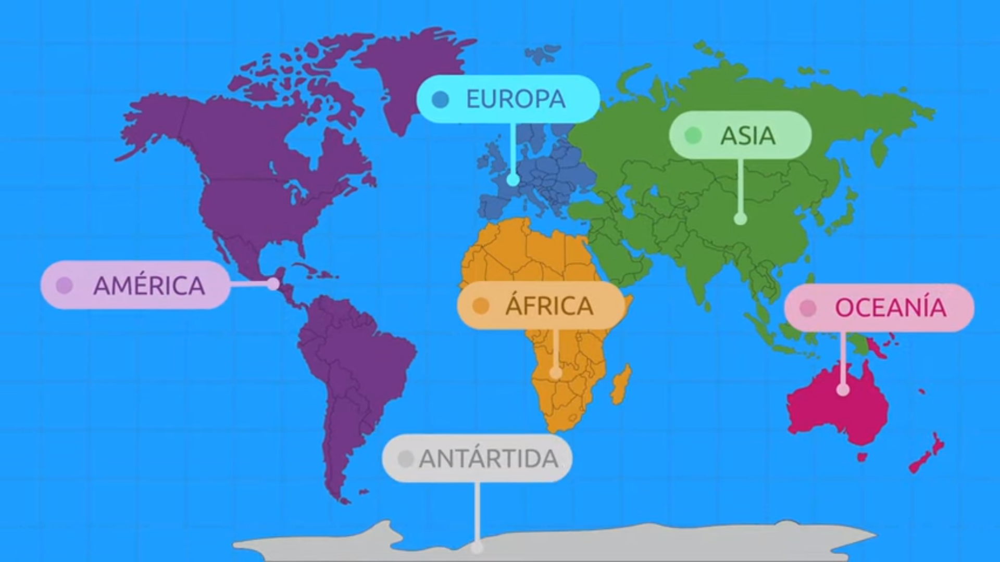 EUROPA
ASIA
AMÉRICA
ÁFRICA
OCEANÍA
ANTÁRTIDA